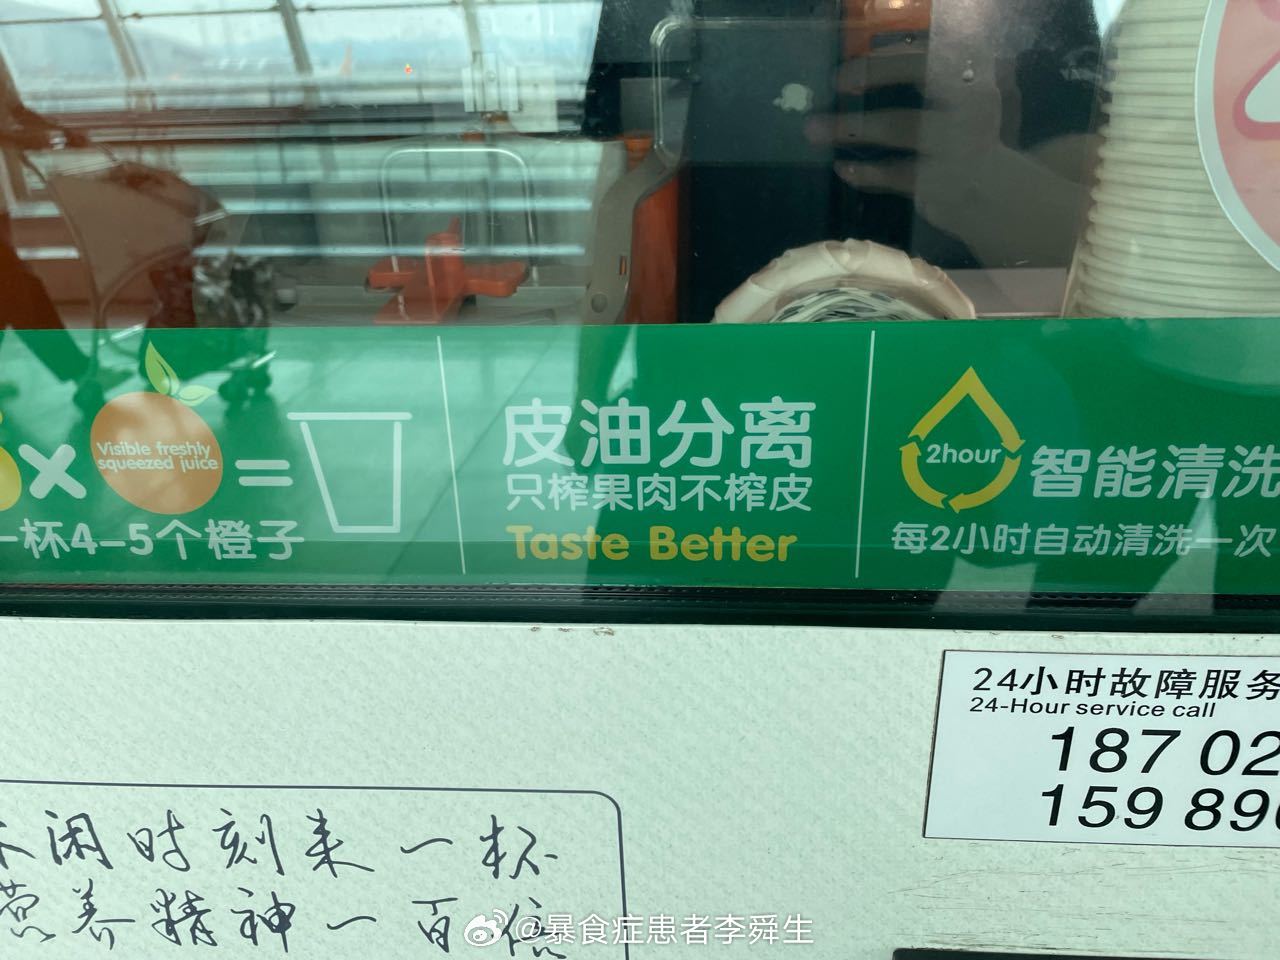 Visible freshly
squeezed juice
× =
一杯4-5个橙子
皮油分离
只榨果肉不榨皮
Taste Better
2hour
智能清洗
每2小时自动清洗一次
24小时故障服务
24-Hour service call
187 02
159 890
休闲时刻来一杯
营养精神一百倍
@暴食症患者李舜生